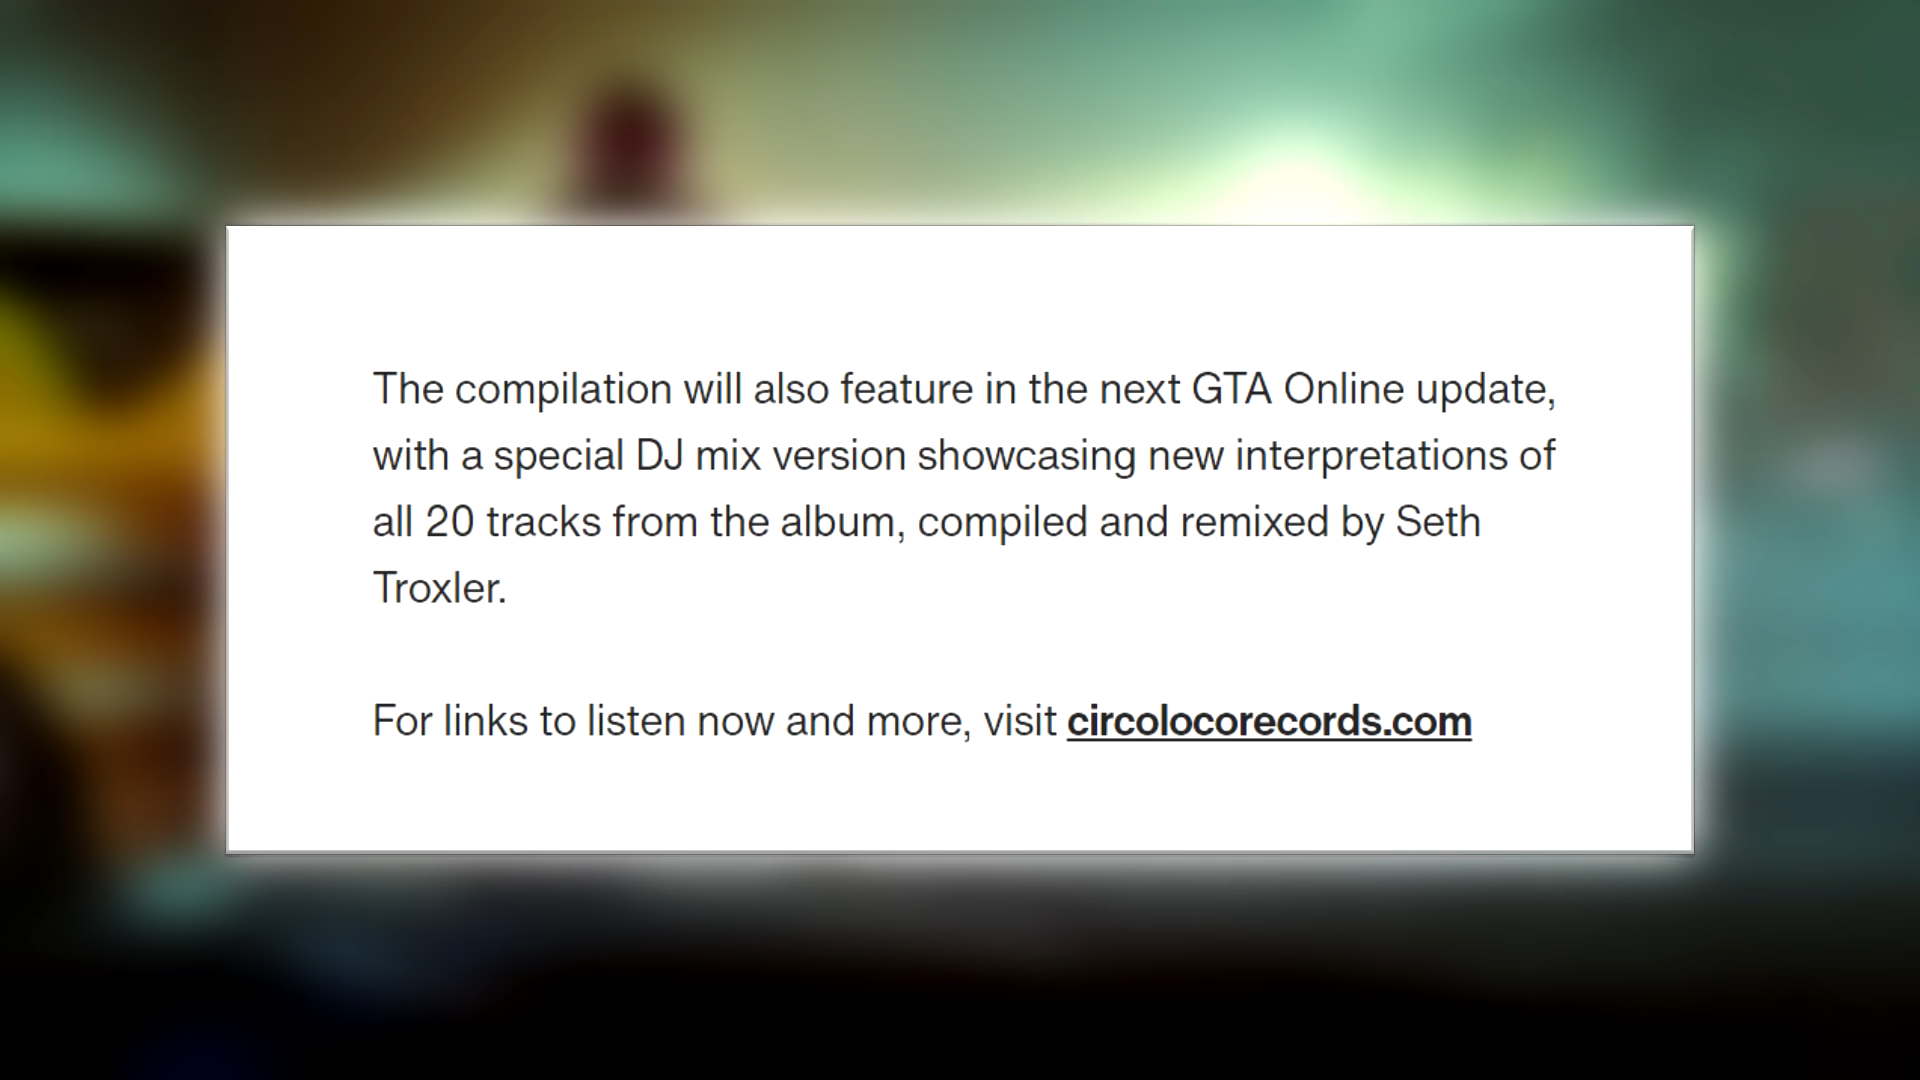 The compilation will also feature in the next GTA Online update,
with a special DJ mix version showcasing new interpretations of
all 20 tracks from the album, compiled and remixed by Seth
Troxler.
For links to listen now and more, visit circolocorecords.com